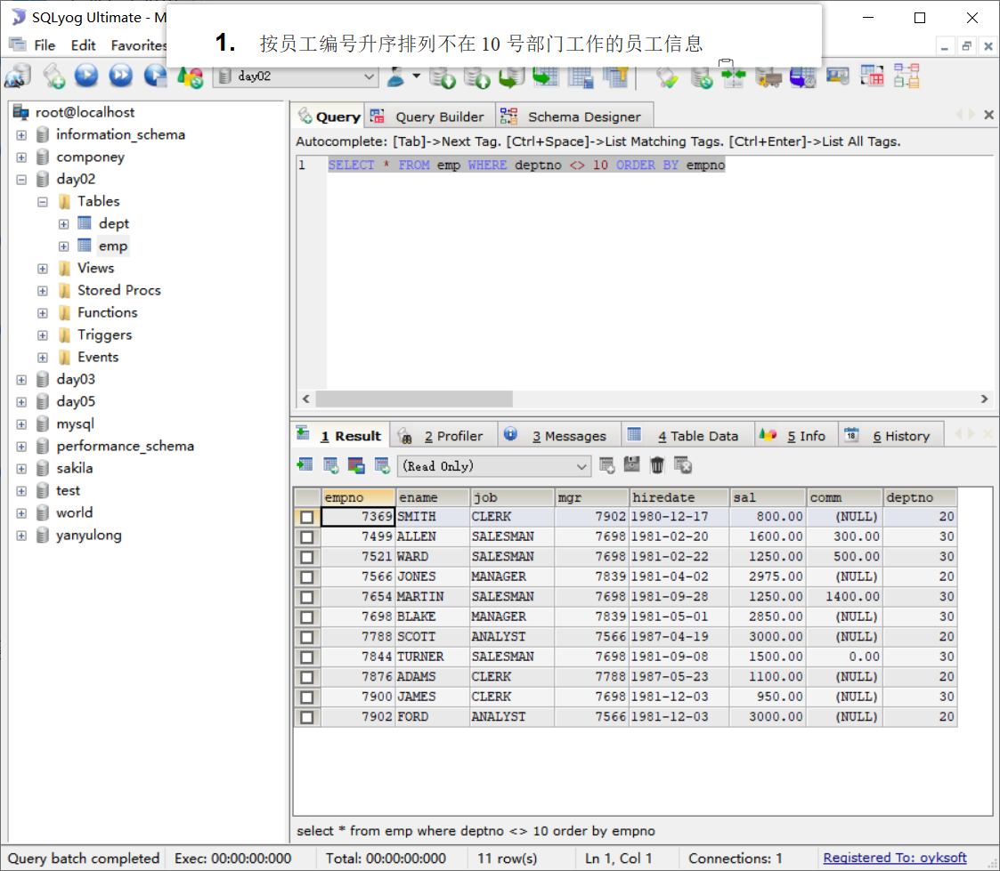 SQLyog Ultimate - M
1. 按员工编号升序排列不在 10 号部门工作的员工信息
File Edit Favorites
day02
root@localhost
information_schema
componey
day02
Tables
dept
emp
Views
Stored Procs
Functions
Triggers
Events
day03
day05
mysql
performance_schema
sakila
test
world
yanyulong
Query Query Builder Schema Designer
Autocomplete: [Tab]->Next Tag. [Ctrl+Space]->List Matching Tags. [Ctrl+Enter]->List All Tags.
1 SELECT * FROM emp WHERE deptno <> 10 ORDER BY empno
1 Result 2 Profiler 3 Messages 4 Table Data 5 Info 18 6 History
(Read Only)
empno ename job mgr hiredate sal comm deptno
7369 SMITH CLERK 7902 1980-12-17 800.00 (NULL) 20
7499 ALLEN SALESMAN 7698 1981-02-20 1600.00 300.00 30
7521 WARD SALESMAN 7698 1981-02-22 1250.00 500.00 30
7566 JONES MANAGER 7839 1981-04-02 2975.00 (NULL) 20
7654 MARTIN SALESMAN 7698 1981-09-28 1250.00 1400.00 30
7698 BLAKE MANAGER 7839 1981-05-01 2850.00 (NULL) 30
7788 SCOTT ANALYST 7566 1987-04-19 3000.00 (NULL) 20
7844 TURNER SALESMAN 7698 1981-09-08 1500.00 0.00 30
7876 ADAMS CLERK 7788 1987-05-23 1100.00 (NULL) 20
7900 JAMES CLERK 7698 1981-12-03 950.00 (NULL) 30
7902 FORD ANALYST 7566 1981-12-03 3000.00 (NULL) 20
select * from emp where deptno <> 10 order by empno
Query batch completed Exec: 00:00:00:000 Total: 00:00:00:000 11 row(s) Ln 1, Col 1 Connections: 1 Registered To: oyksoft